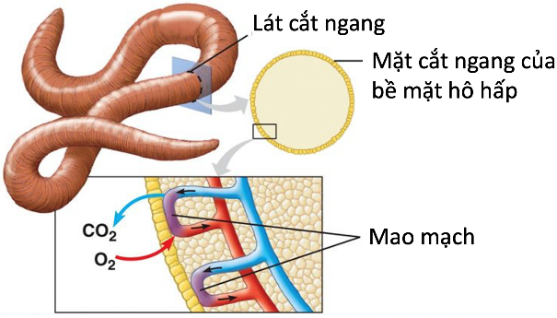 Lát cắt ngang
Mặt cắt ngang của
bề mặt hô hấp
CO2
O2
Mao mạch